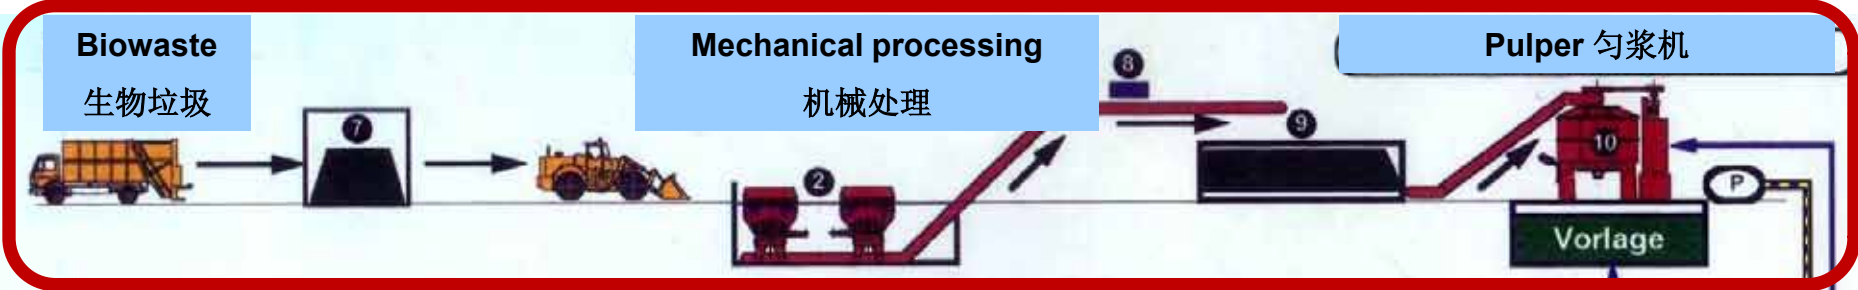 Biowaste
生物垃圾
Mechanical processing
机械处理
Pulper 匀浆机
7
2
8
9
10
P
Vorlage